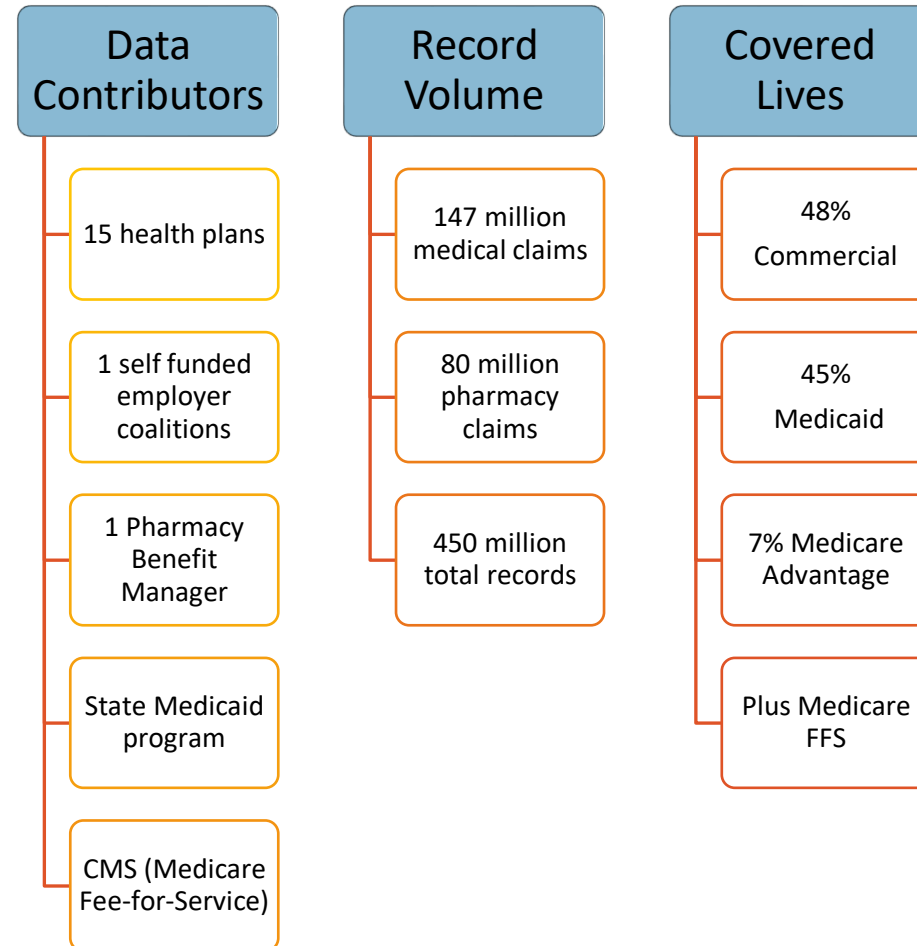 Data
Contributors
15 health plans
1 self funded
employer
coalitions
1 Pharmacy
Benefit
Manager
State Medicaid
program
CMS (Medicare
Fee-for-Service)
Record
Volume
147 million
medical claims
80 million
pharmacy
claims
450 million
total records
Covered
Lives
48%
Commercial
45%
Medicaid
7% Medicare
Advantage
Plus Medicare
FFS